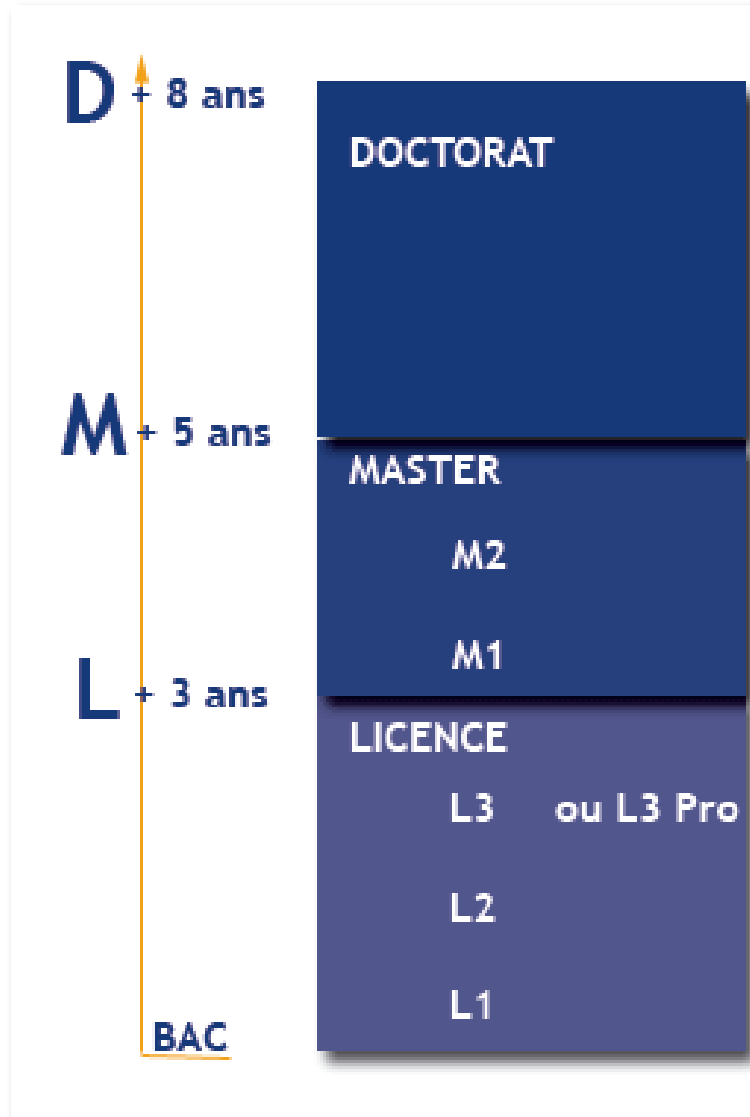 D + 8 ans
DOCTORAT
M + 5 ans
MASTER
M2
M1
L + 3 ans
LICENCE
L3 ou L3 Pro
L2
L1
BAC